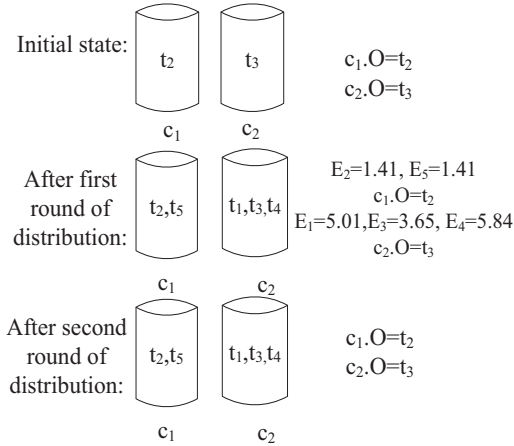 Initial state:
t₂
t₃
c₁.O=t₂
c₂.O=t₃
c₁
c₂
After first
round of
distribution:
t₂,t₅
t₁,t₃,t₄
E₂=1.41, E₅=1.41
c₁.O=t₂
E₁=5.01,E₃=3.65, E₄=5.84
c₂.O=t₃
c₁
c₂
After second
round of
distribution:
t₂,t₅
t₁,t₃,t₄
c₁.O=t₂
c₂.O=t₃
c₁
c₂